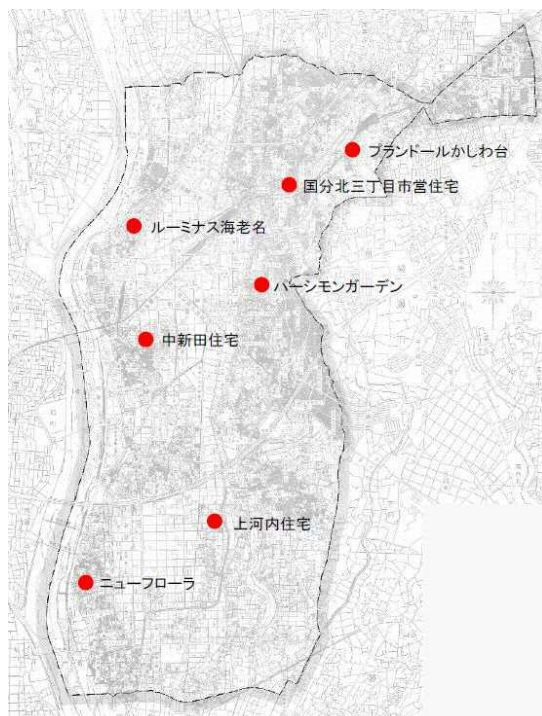 ブランドールかしわ台
国分北三丁目市営住宅
ルーミナス海老名
ハーシモンガーデン
中新田住宅
上河内住宅
ニューフローラ